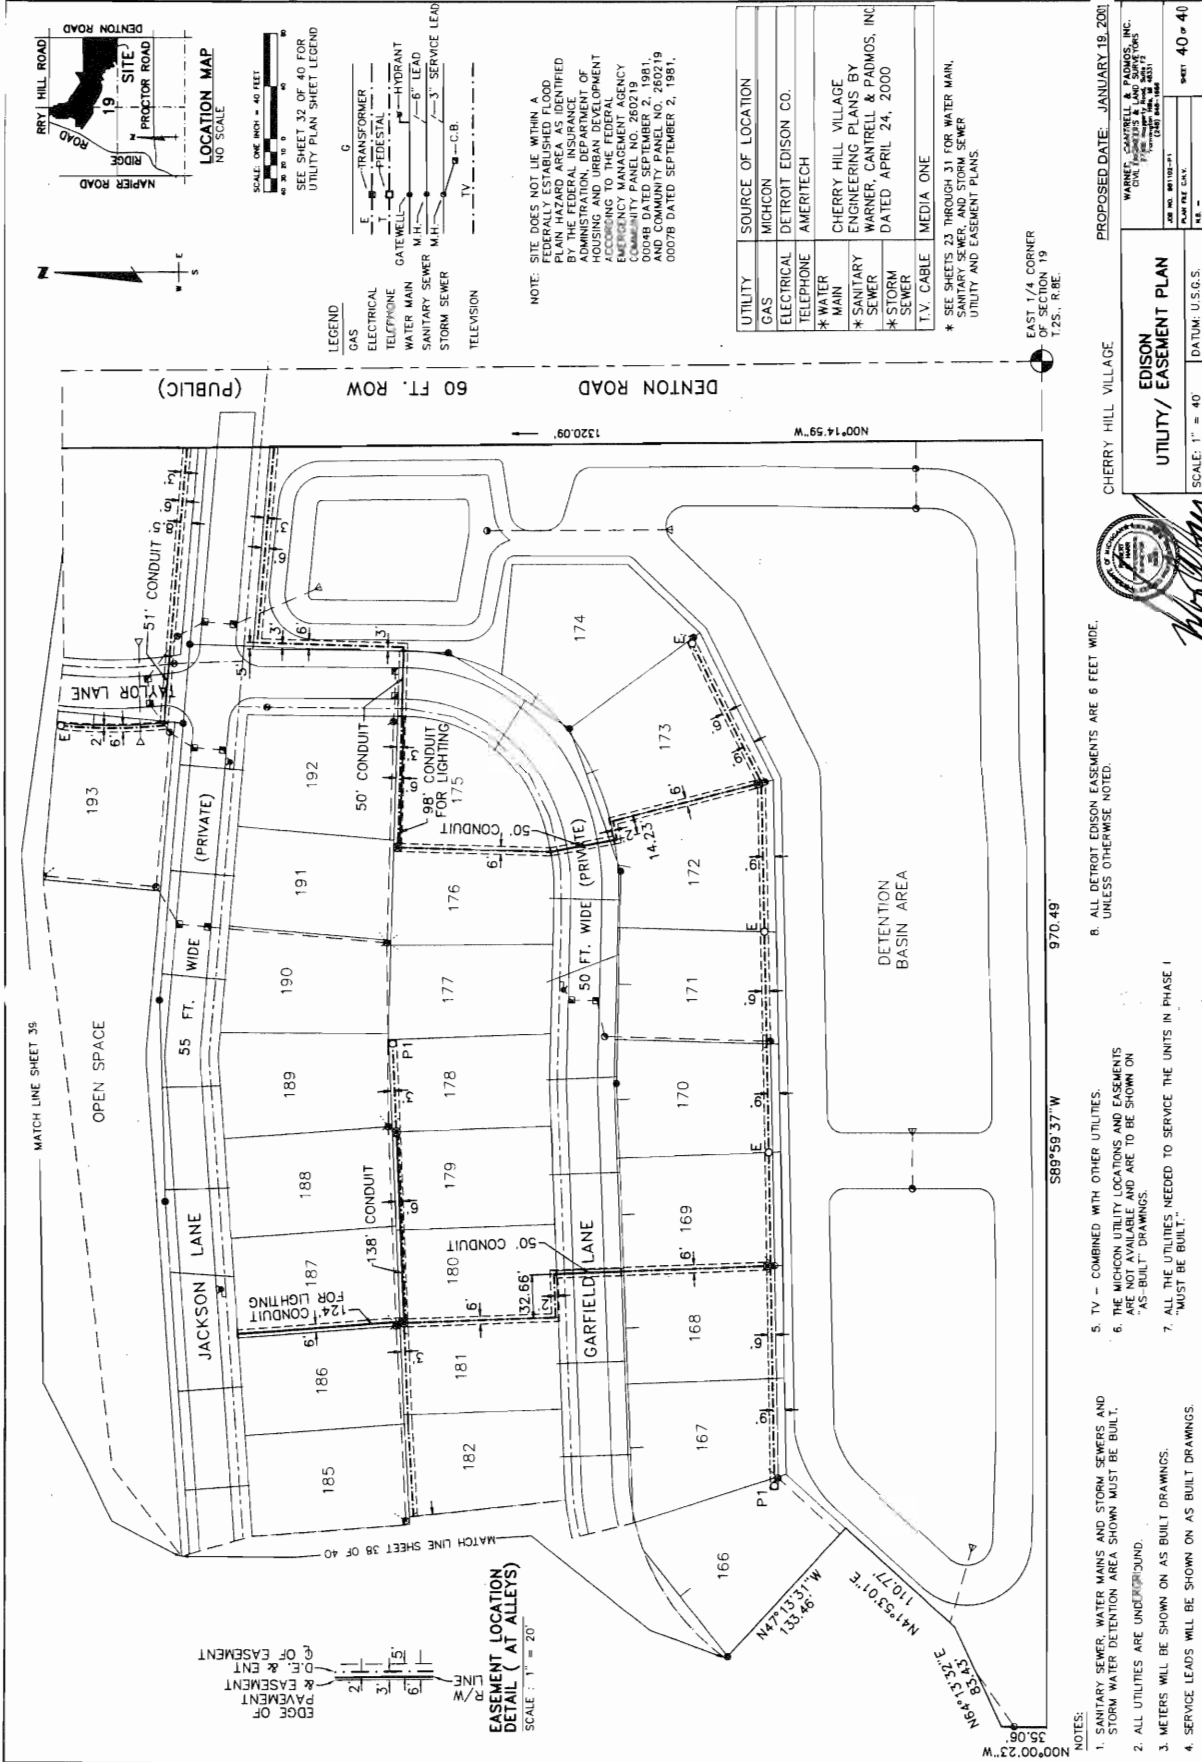 RRY HILL ROAD
DENTON ROAD
19
SITE
PROCTOR ROAD
RIDGE
ROAD
NAPIER ROAD
LOCATION MAP
NO SCALE
SCALE: ONE INCH = 40 FEET
SEE SHEET 32 OF 40 FOR
UTILITY PLAN SHEET LEGEND
N
W
E
S
LEGEND
GAS
G
ELECTRICAL
E
TRANSFORMER
TELEPHONE
T
PEDESTAL
WATER MAIN
GATEWELL
HYDRANT
SANITARY SEWER
M.H.
6" LEAD
STORM SEWER
M.H.
3" SERVICE LEAD
C.B.
TELEVISION
TV
NOTE: SITE DOES NOT LIE WITHIN A
FEDERALLY ESTABLISHED FLOOD
PLAIN HAZARD AREA AS IDENTIFIED
BY THE FEDERAL INSURANCE
ADMINISTRATION, DEPARTMENT OF
HOUSING AND URBAN DEVELOPMENT
ACCORDING TO THE FEDERAL
EMERGENCY MANAGEMENT AGENCY
COMMUNITY PANEL NO. 260219
0004B DATED SEPTEMBER 2, 1981,
AND COMMUNITY PANEL NO. 260219
0007B DATED SEPTEMBER 2, 1981,
UTILITY SOURCE OF LOCATION
GAS MICHCON
ELECTRICAL DETROIT EDISON CO.
TELEPHONE AMERITECH
* WATER MAIN
* SANITARY SEWER
* STORM SEWER
CHERRY HILL VILLAGE
ENGINEERING PLANS BY
WARNER, CANTRELL & PADMOS, INC
DATED APRIL 24, 2000
T.V. CABLE MEDIA ONE
* SEE SHEETS 23 THROUGH 31 FOR WATER MAIN,
SANITARY SEWER, AND STORM SEWER
UTILITY AND EASEMENT PLANS.
EAST 1/4 CORNER
OF SECTION 19
T.2S., R.8E.
DENTON ROAD
60 FT. ROW
(PUBLIC)
1320.09'
N00°14'59"W
MATCH LINE SHEET 39
OPEN SPACE
193
TAYLOR LANE
51' CONDUIT
8.5'
JACKSON LANE
55 FT. WIDE
(PRIVATE)
185
186
187
188
189
190
191
192
124' CONDUIT
FOR LIGHTING
138' CONDUIT
50' CONDUIT
98' CONDUIT
FOR LIGHTING
182
181
180
179
178
177
176
175
P1
50' CONDUIT
32.66'
50' CONDUIT
GARFIELD LANE
50 FT. WIDE (PRIVATE)
14.23
166
167
168
169
170
171
172
173
174
P1
E
E
E
E
DETENTION
BASIN AREA
MATCH LINE SHEET 38 OF 40
N47°13'31"W
133.46'
N41°53'01"E
110.77'
N64°13'32"E
83.43'
N00°00'23"W
35.06'
S89°59'37"W
970.49'
EDGE OF
PAVEMENT
& EASEMENT
D.E. & ENT
℄ OF EASEMENT
2'
3'
6'
5'
R/W
LINE
EASEMENT LOCATION
DETAIL ( AT ALLEYS)
SCALE : 1" = 20'
NOTES:
1. SANITARY SEWER, WATER MAINS AND STORM SEWERS AND
STORM WATER DETENTION AREA SHOWN MUST BE BUILT.
2. ALL UTILITIES ARE UNDERGROUND.
3. METERS WILL BE SHOWN ON AS BUILT DRAWINGS.
4. SERVICE LEADS WILL BE SHOWN ON AS BUILT DRAWINGS.
5. TV - COMBINED WITH OTHER UTILITIES.
6. THE MICHCON UTILITY LOCATIONS AND EASEMENTS
ARE NOT AVAILABLE AND ARE TO BE SHOWN ON
"AS-BUILT" DRAWINGS.
7. ALL THE UTILITIES NEEDED TO SERVICE THE UNITS IN PHASE I
"MUST BE BUILT."
8. ALL DETROIT EDISON EASEMENTS ARE 6 FEET WIDE,
UNLESS OTHERWISE NOTED.
CHERRY HILL VILLAGE
PROPOSED DATE: JANUARY 19, 2001
EDISON
UTILITY/ EASEMENT PLAN
SCALE: 1" = 40'
DATUM: U.S.G.S.
WARNER, CANTRELL & PADMOS, INC.
CIVIL ENGINEERS & LAND SURVEYORS
SHEET 40 OF 40